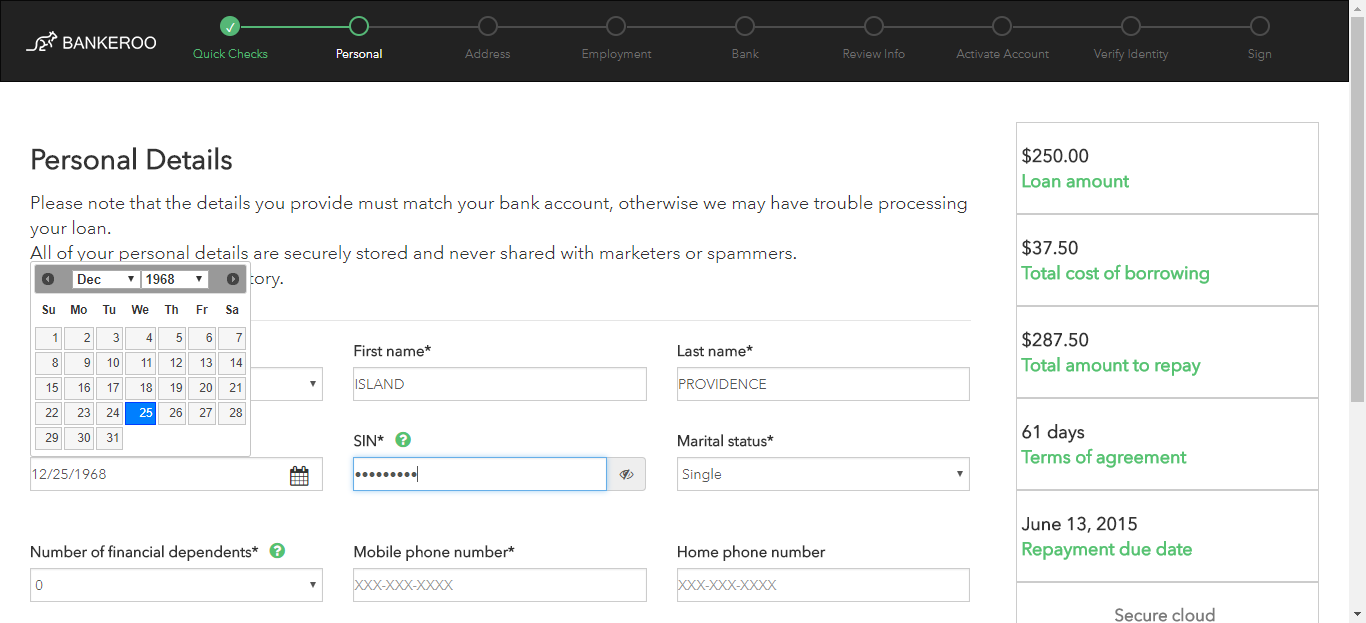 BANKEROO
Quick Checks
Personal
Address
Employment
Bank
Review Info
Activate Account
Verify Identity
Sign
Personal Details
Please note that the details you provide must match your bank account, otherwise we may have trouble processing
your loan.
All of your personal details are securely stored and never shared with marketers or spammers.
tory.
Dec 1968
Su Mo Tu We Th Fr Sa
1 2 3 4 5 6 7
8 9 10 11 12 13 14
15 16 17 18 19 20 21
22 23 24 25 26 27 28
29 30 31
First name*
ISLAND
Last name*
PROVIDENCE
12/25/1968
SIN* ?
•••••••••
Marital status*
Single
Number of financial dependents* ?
0
Mobile phone number*
XXX-XXX-XXXX
Home phone number
XXX-XXX-XXXX
$250.00
Loan amount
$37.50
Total cost of borrowing
$287.50
Total amount to repay
61 days
Terms of agreement
June 13, 2015
Repayment due date
Secure cloud